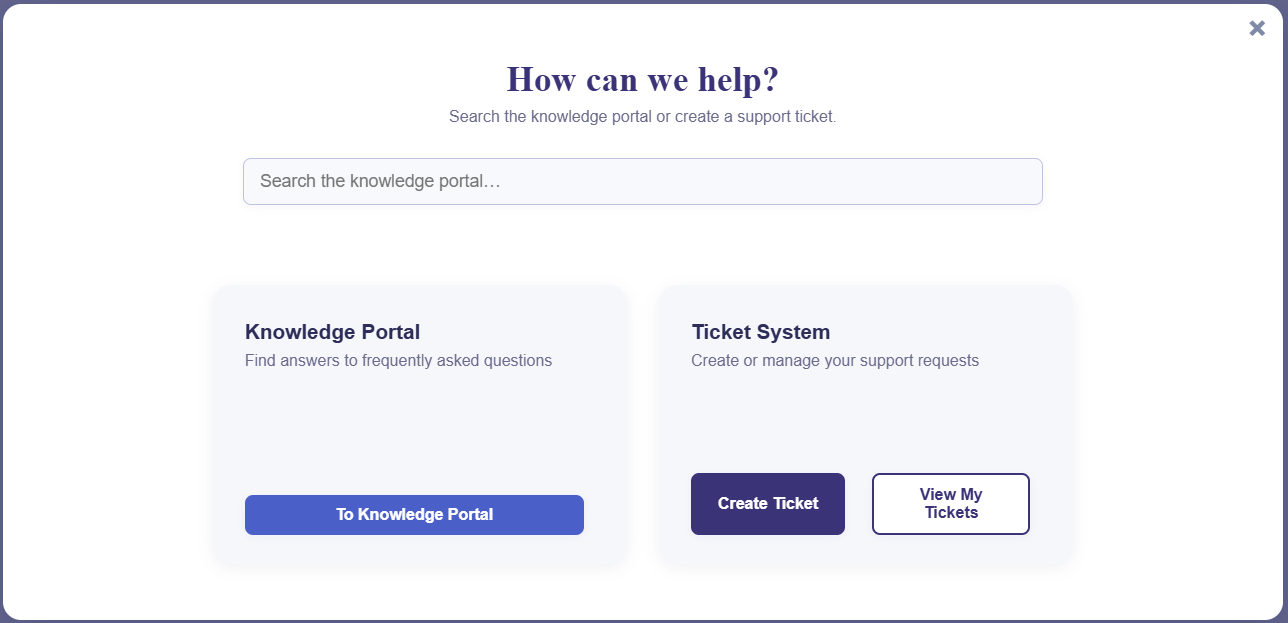 How can we help?
Search the knowledge portal or create a support ticket.
Search the knowledge portal…
Knowledge Portal
Find answers to frequently asked questions
To Knowledge Portal
Ticket System
Create or manage your support requests
Create Ticket
View My
Tickets